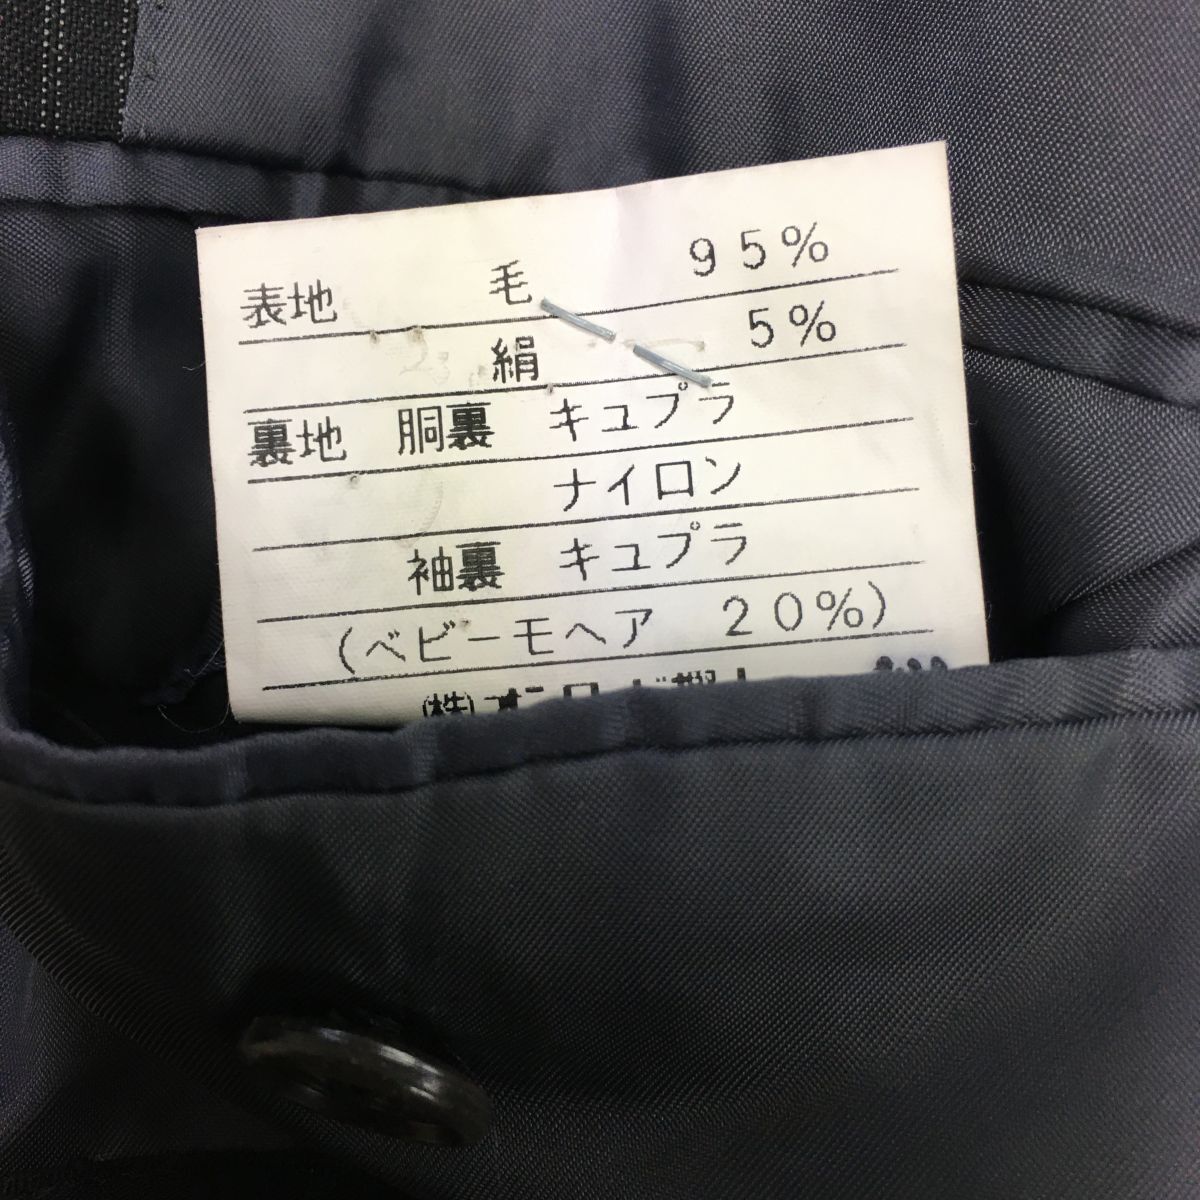 表地 毛 95%
絹 5%
裏地 胴裏 キュプラ
ナイロン
袖裏 キュプラ
(ベビーモヘア 20%)
(株)